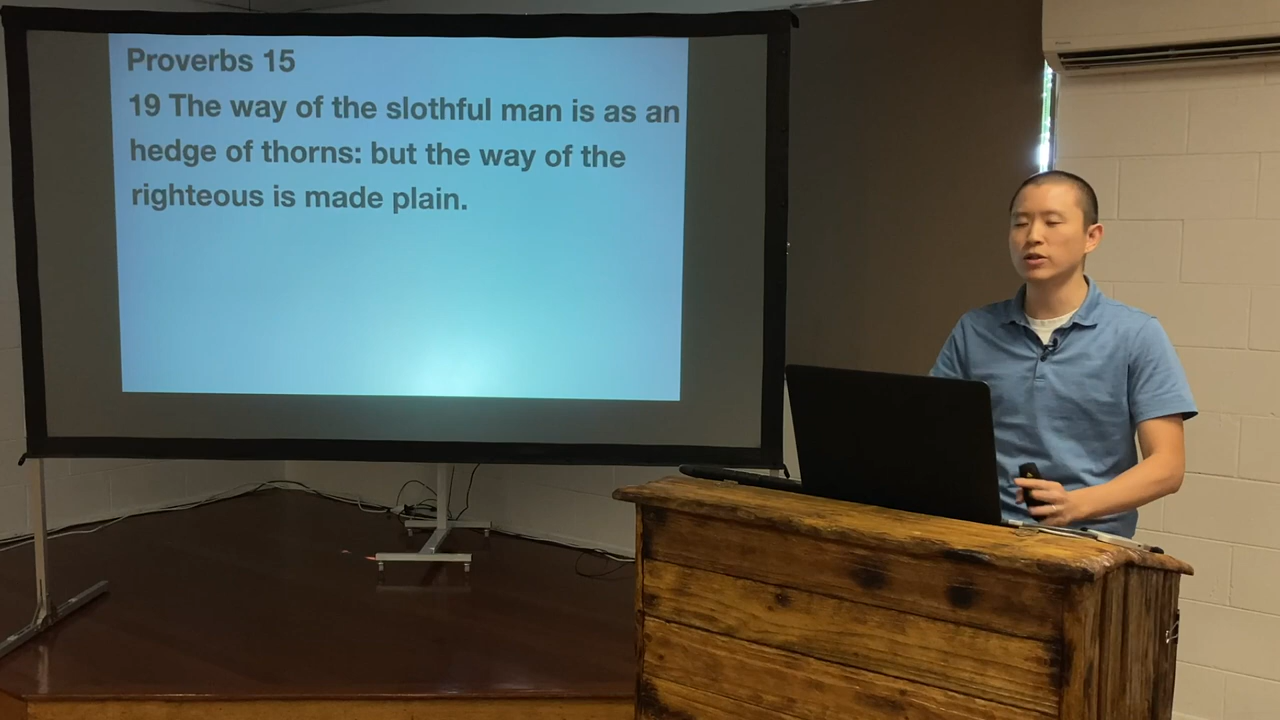 Proverbs 15
19 The way of the slothful man is as an
hedge of thorns: but the way of the
righteous is made plain.